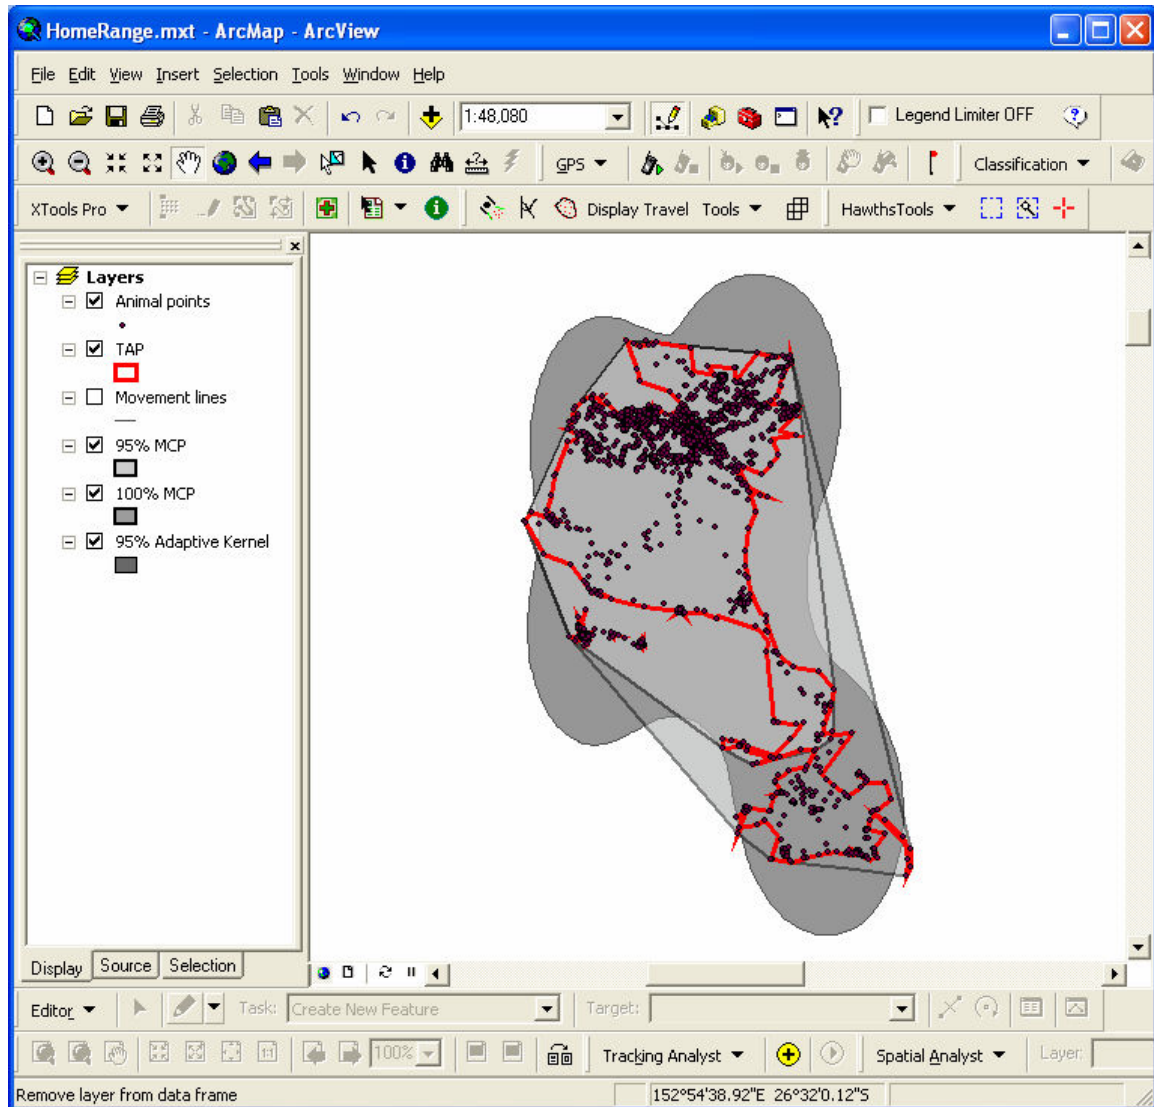 HomeRange.mxt - ArcMap - ArcView
File Edit View Insert Selection Tools Window Help
1:48,080 Legend Limiter OFF
GPS Classification
XTools Pro Display Travel Tools HawthsTools
Layers
Animal points
TAP
Movement lines
95% MCP
100% MCP
95% Adaptive Kernel
Display Source Selection
Editor Task: Create New Feature Target:
1:1 100% Tracking Analyst Spatial Analyst Layer:
Remove layer from data frame 152°54'38.92"E 26°32'0.12"S